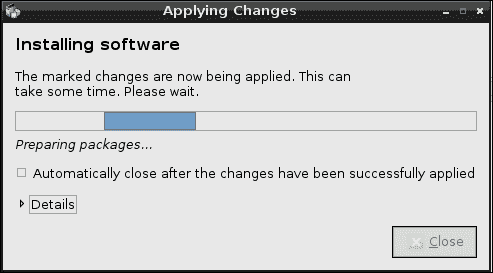 Applying Changes
Installing software
The marked changes are now being applied. This can
take some time. Please wait.
Preparing packages...
Automatically close after the changes have been successfully applied
Details
Close